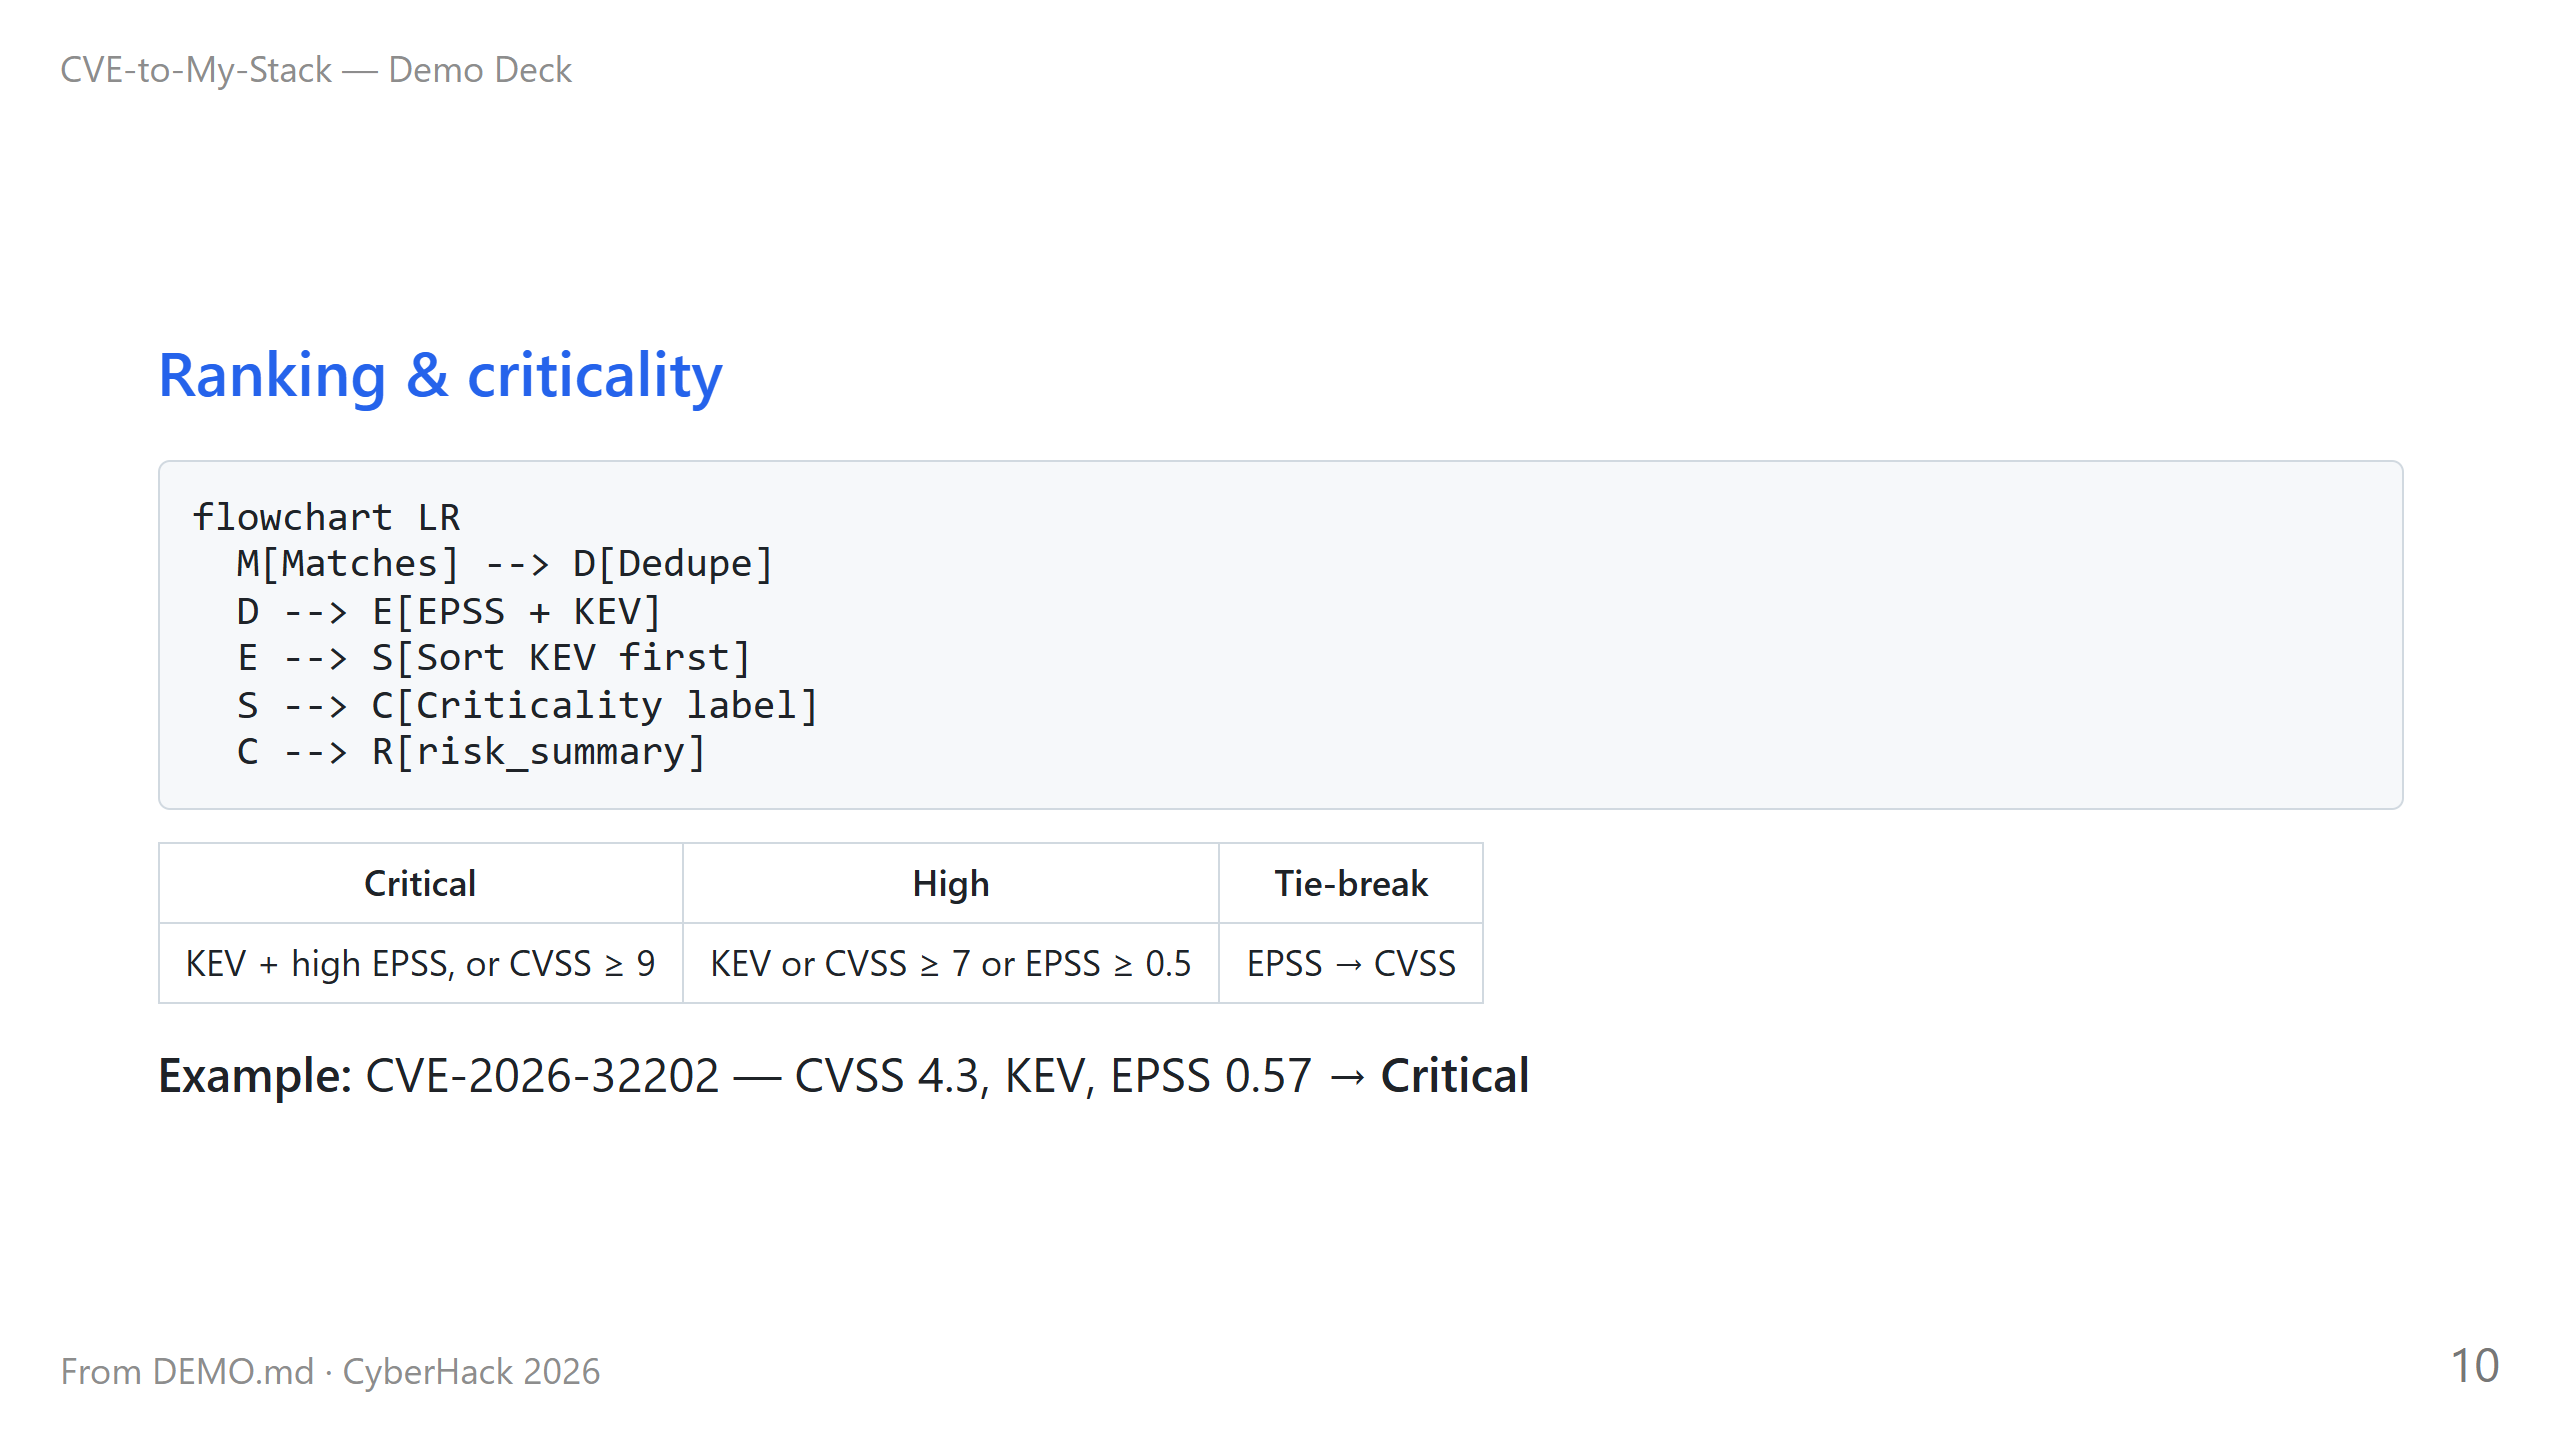 CVE-to-My-Stack — Demo Deck
Ranking & criticality
flowchart LR
  M[Matches] --> D[Dedupe]
  D --> E[EPSS + KEV]
  E --> S[Sort KEV first]
  S --> C[Criticality label]
  C --> R[risk_summary]
Critical High Tie-break
KEV + high EPSS, or CVSS ≥ 9 KEV or CVSS ≥ 7 or EPSS ≥ 0.5 EPSS → CVSS
Example: CVE-2026-32202 — CVSS 4.3, KEV, EPSS 0.57 → Critical
From DEMO.md · CyberHack 2026
10